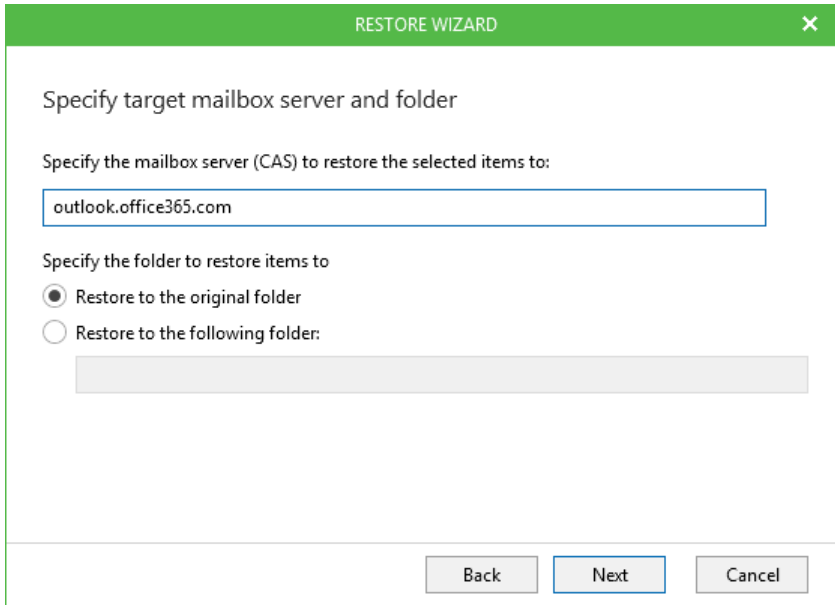 RESTORE WIZARD
Specify target mailbox server and folder
Specify the mailbox server (CAS) to restore the selected items to:
outlook.office365.com
Specify the folder to restore items to
Restore to the original folder
Restore to the following folder:
Back Next Cancel